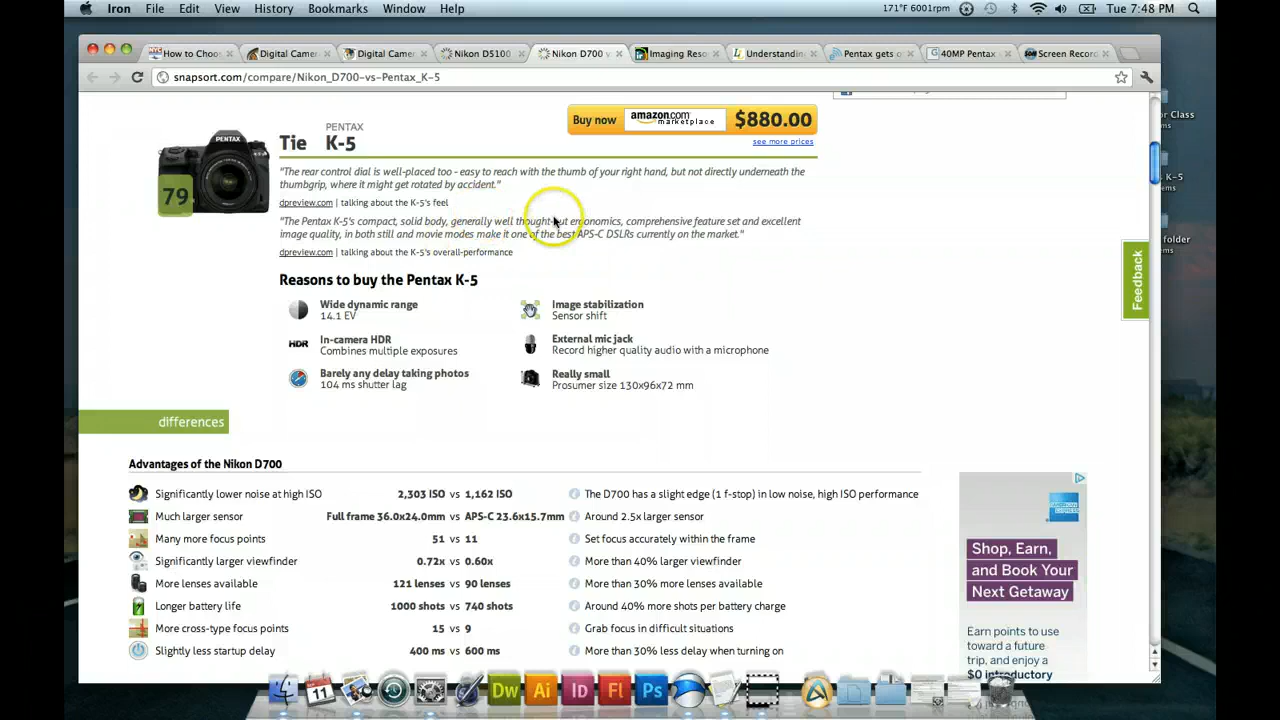 Iron File Edit View History Bookmarks Window Help 171°F 6001rpm Tue 7:48 PM
How to Choo Digital Camer Digital Camer Nikon D5100 Nikon D700 v Imaging Reso Understandin Pentax gets o 40MP Pentax Screen Record
snapsort.com/compare/Nikon_D700-vs-Pentax_K-5
Buy now amazon.com marketplace $880.00
see more prices
PENTAX
Tie K-5
PENTAX
79
"The rear control dial is well-placed too - easy to reach with the thumb of your right hand, but not directly underneath the
thumbgrip, where it might get rotated by accident."
dpreview.com | talking about the K-5's feel
"The Pentax K-5's compact, solid body, generally well thought-out ergonomics, comprehensive feature set and excellent
image quality, in both still and movie modes make it one of the best APS-C DSLRs currently on the market."
dpreview.com | talking about the K-5's overall-performance
Reasons to buy the Pentax K-5
Wide dynamic range
14.1 EV
Image stabilization
Sensor shift
HDR
In-camera HDR
Combines multiple exposures
External mic jack
Record higher quality audio with a microphone
Barely any delay taking photos
104 ms shutter lag
Really small
Prosumer size 130x96x72 mm
Feedback
differences
Advantages of the Nikon D700
Significantly lower noise at high ISO 2,303 ISO vs 1,162 ISO The D700 has a slight edge (1 f-stop) in low noise, high ISO performance
Much larger sensor Full frame 36.0x24.0mm vs APS-C 23.6x15.7mm Around 2.5x larger sensor
Many more focus points 51 vs 11 Set focus accurately within the frame
Significantly larger viewfinder 0.72x vs 0.60x More than 40% larger viewfinder
More lenses available 121 lenses vs 90 lenses More than 30% more lenses available
Longer battery life 1000 shots vs 740 shots Around 40% more shots per battery charge
More cross-type focus points 15 vs 9 Grab focus in difficult situations
Slightly less startup delay 400 ms vs 600 ms More than 30% less delay when turning on
Shop, Earn,
and Book Your
Next Getaway
Earn points to use
toward a future
trip, and enjoy a
$0 introductory
or Class
K-5
folder
11
Dw Ai Id Fl Ps